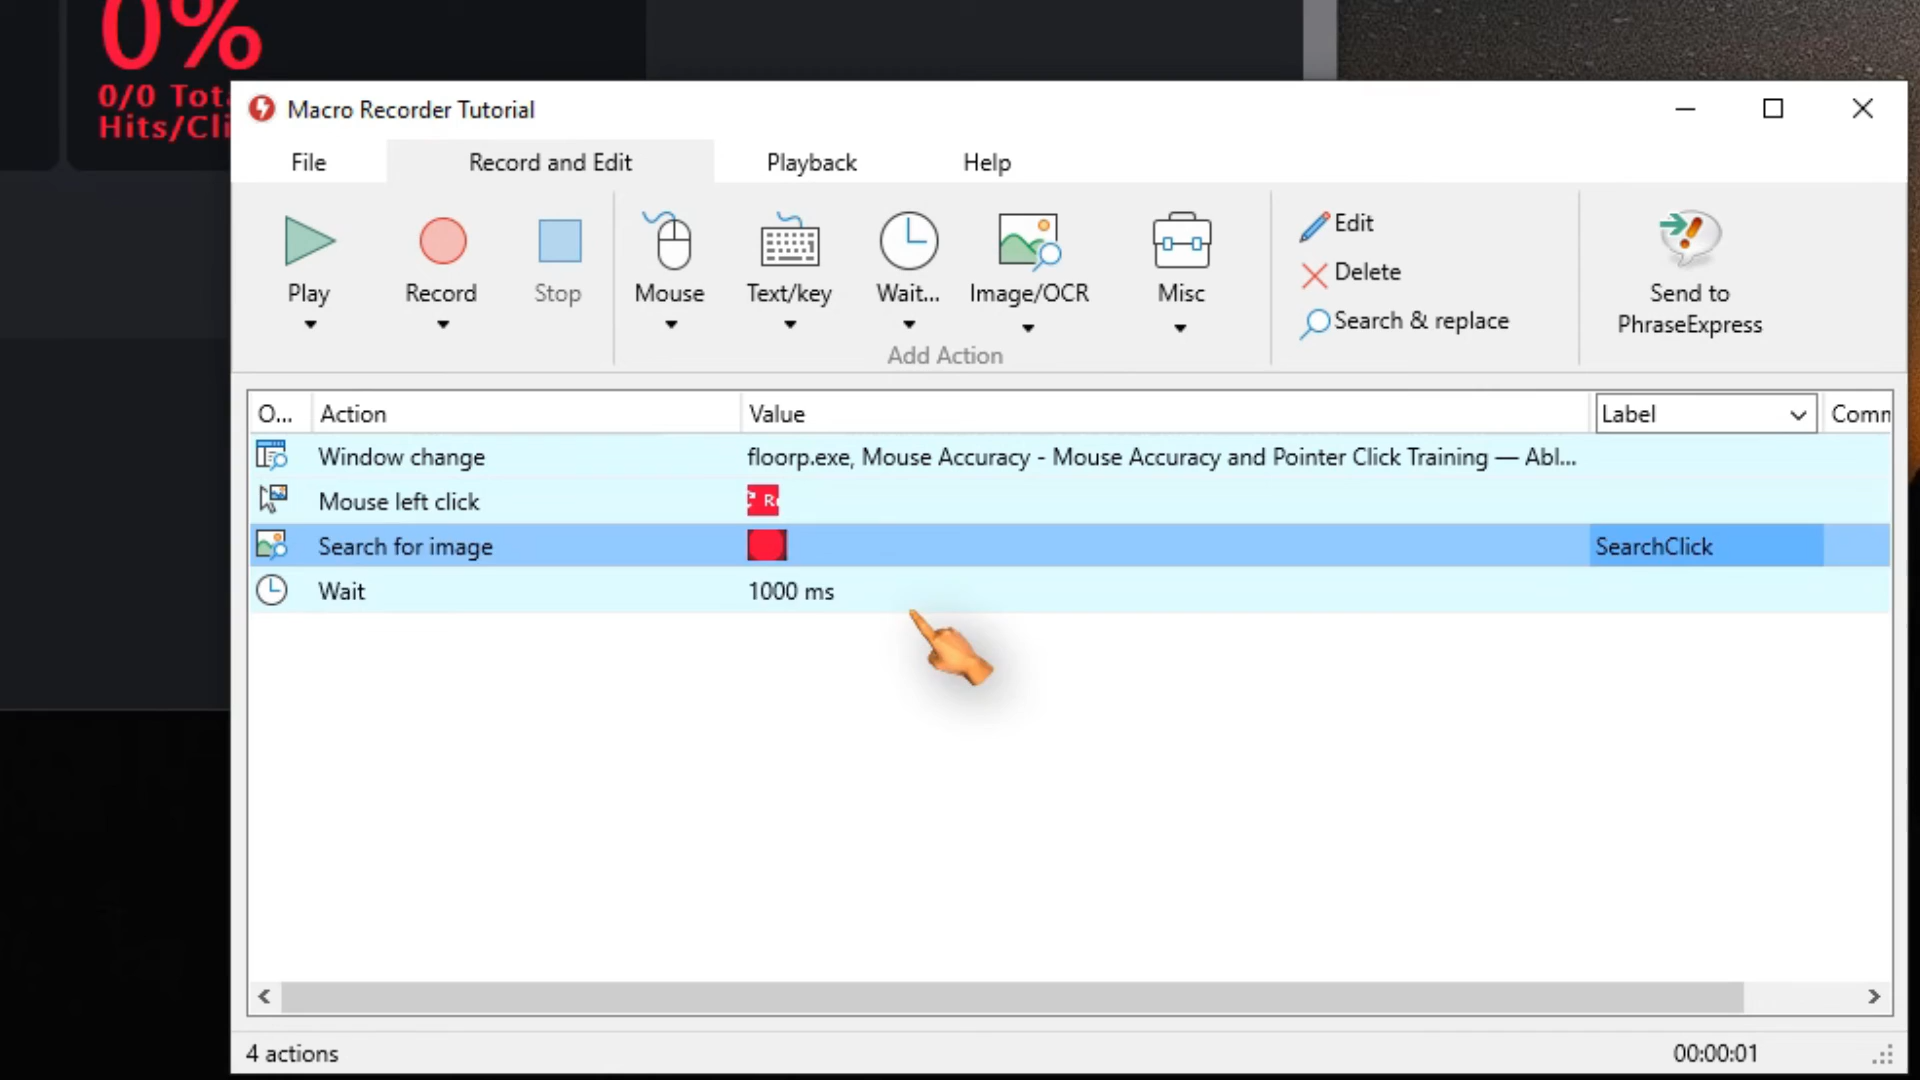 0%
0/0 Tot
Hits/Cli
Macro Recorder Tutorial
File Record and Edit Playback Help
Play Record Stop Mouse Text/key Wait... Image/OCR Misc
Add Action
Edit
Delete
Search & replace
Send to
PhraseExpress
O... Action Value Label Comm
Window change floorp.exe, Mouse Accuracy - Mouse Accuracy and Pointer Click Training — Abl...
Mouse left click R
Search for image SearchClick
Wait 1000 ms
4 actions 00:00:01